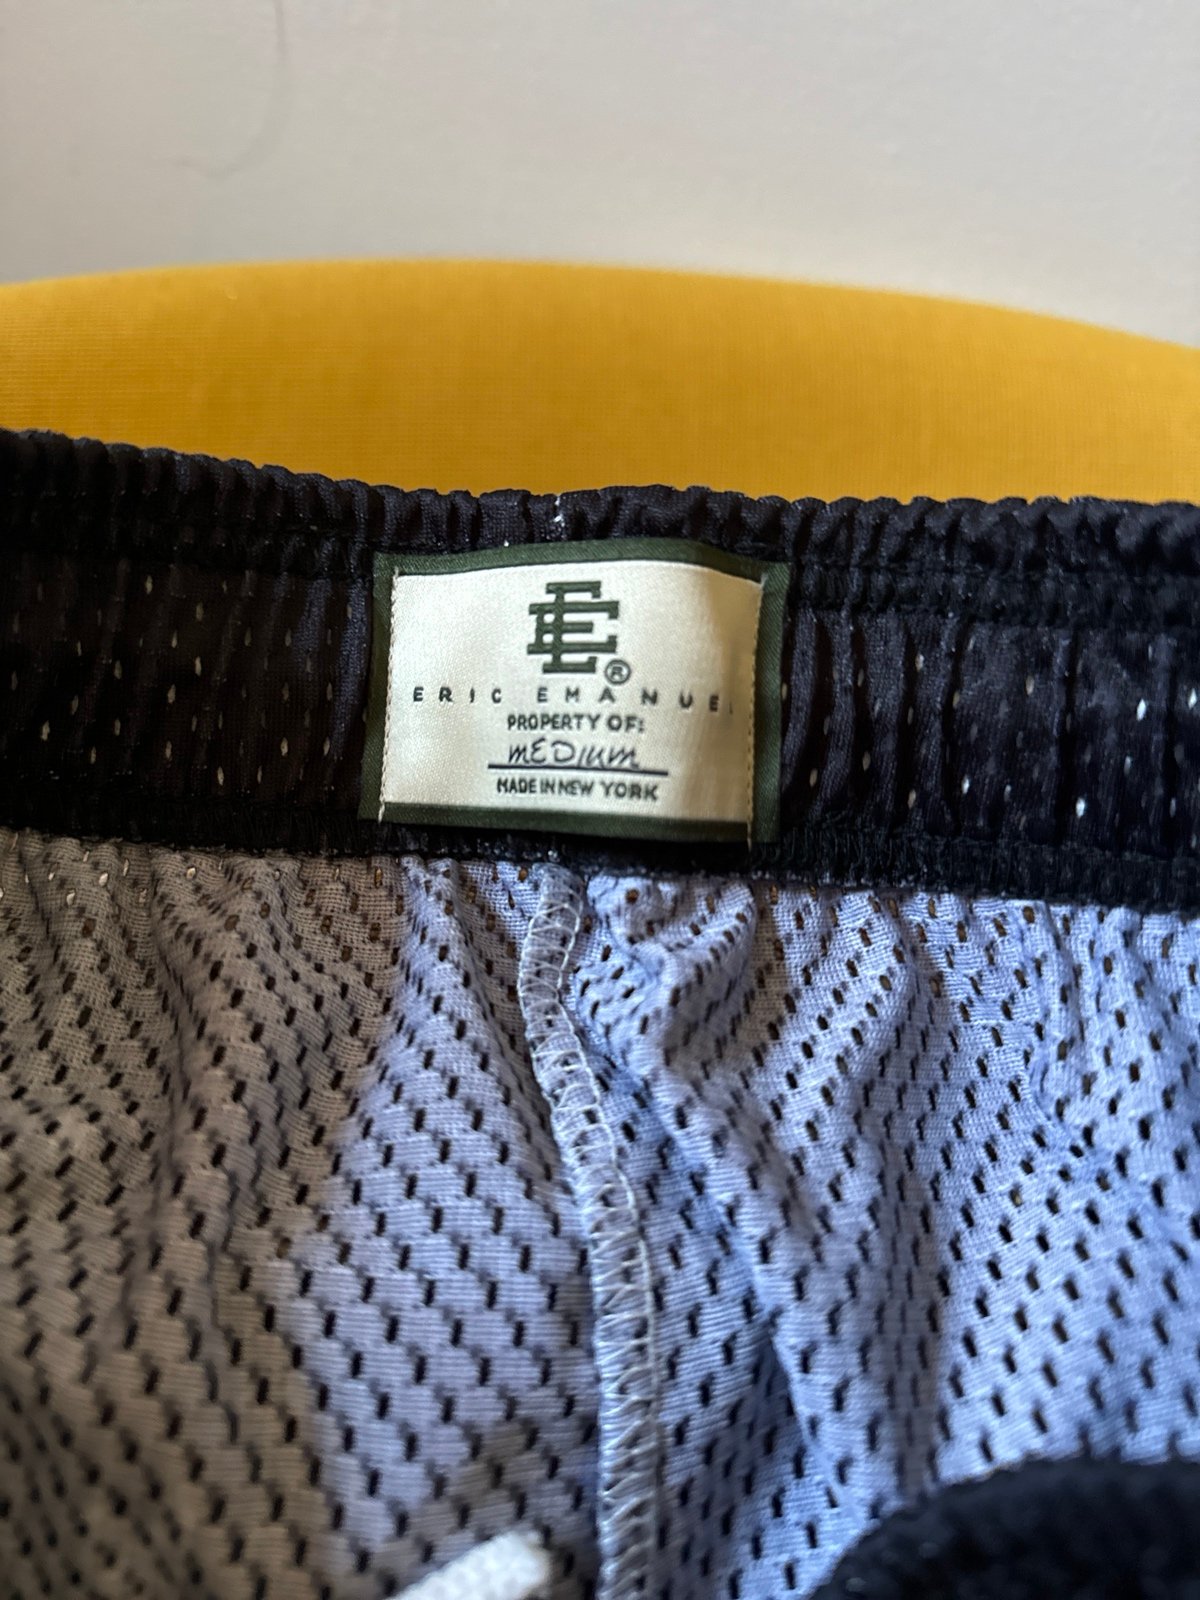 EE®
ERIC EMANUEL
PROPERTY OF:
MEDIUM
MADE IN NEW YORK